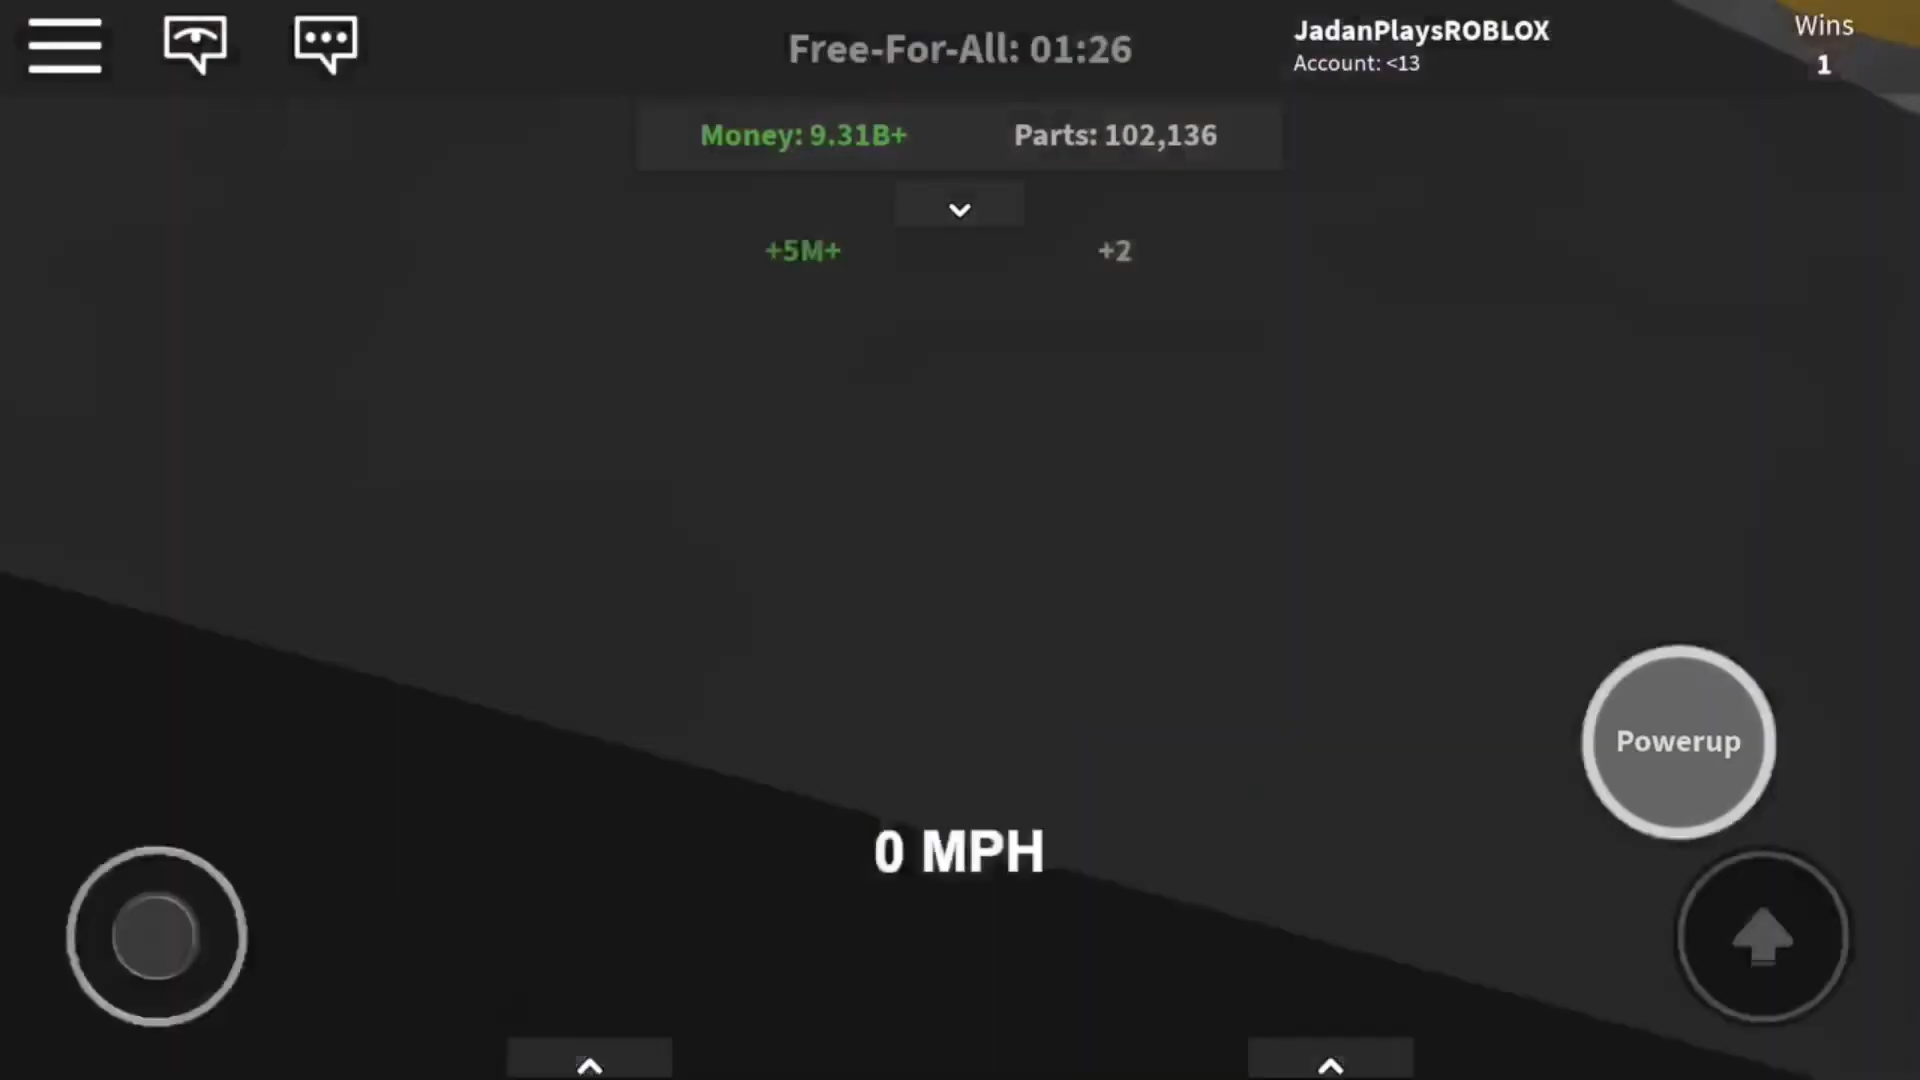 Free-For-All: 01:26
JadanPlaysROBLOX
Account: <13
Wins
1
Money: 9.31B+
Parts: 102,136
+5M+
+2
Powerup
0 MPH